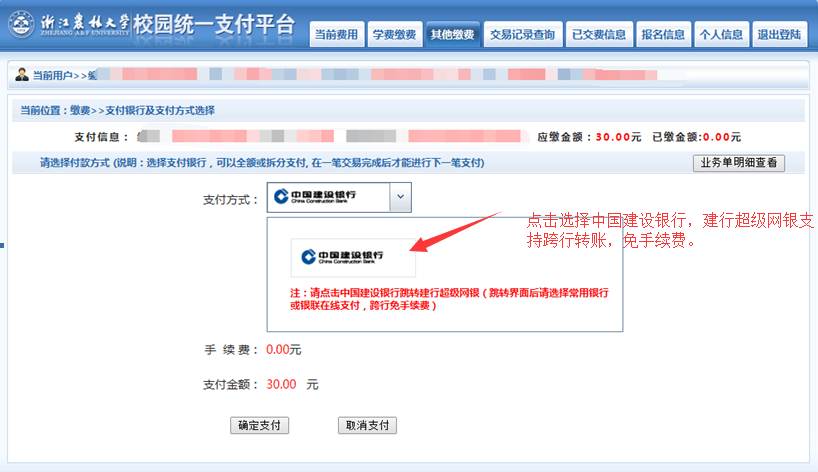 浙江农林大学
ZHEJIANG A&F UNIVERSITY
校园统一支付平台
当前费用
学费缴费
其他缴费
交易记录查询
已交费信息
报名信息
个人信息
退出登陆
当前用户>>
当前位置：缴费>>支付银行及支付方式选择
支付信息：
应缴金额：30.00元 已缴金额:0.00元
请选择付款方式 (说明：选择支付银行，可以全额或拆分支付, 在一笔交易完成后才能进行下一笔支付)
业务单明细查看
支付方式：
中国建设银行
China Construction Bank
点击选择中国建设银行，建行超级网银支
持跨行转账，免手续费。
中国建设银行
China Construction Bank
注：请点击中国建设银行跳转建行超级网银（跳转界面后请选择常用银行
或银联在线支付，跨行免手续费）
手 续 费： 0.00元
支付金额： 30.00 元
确定支付
取消支付